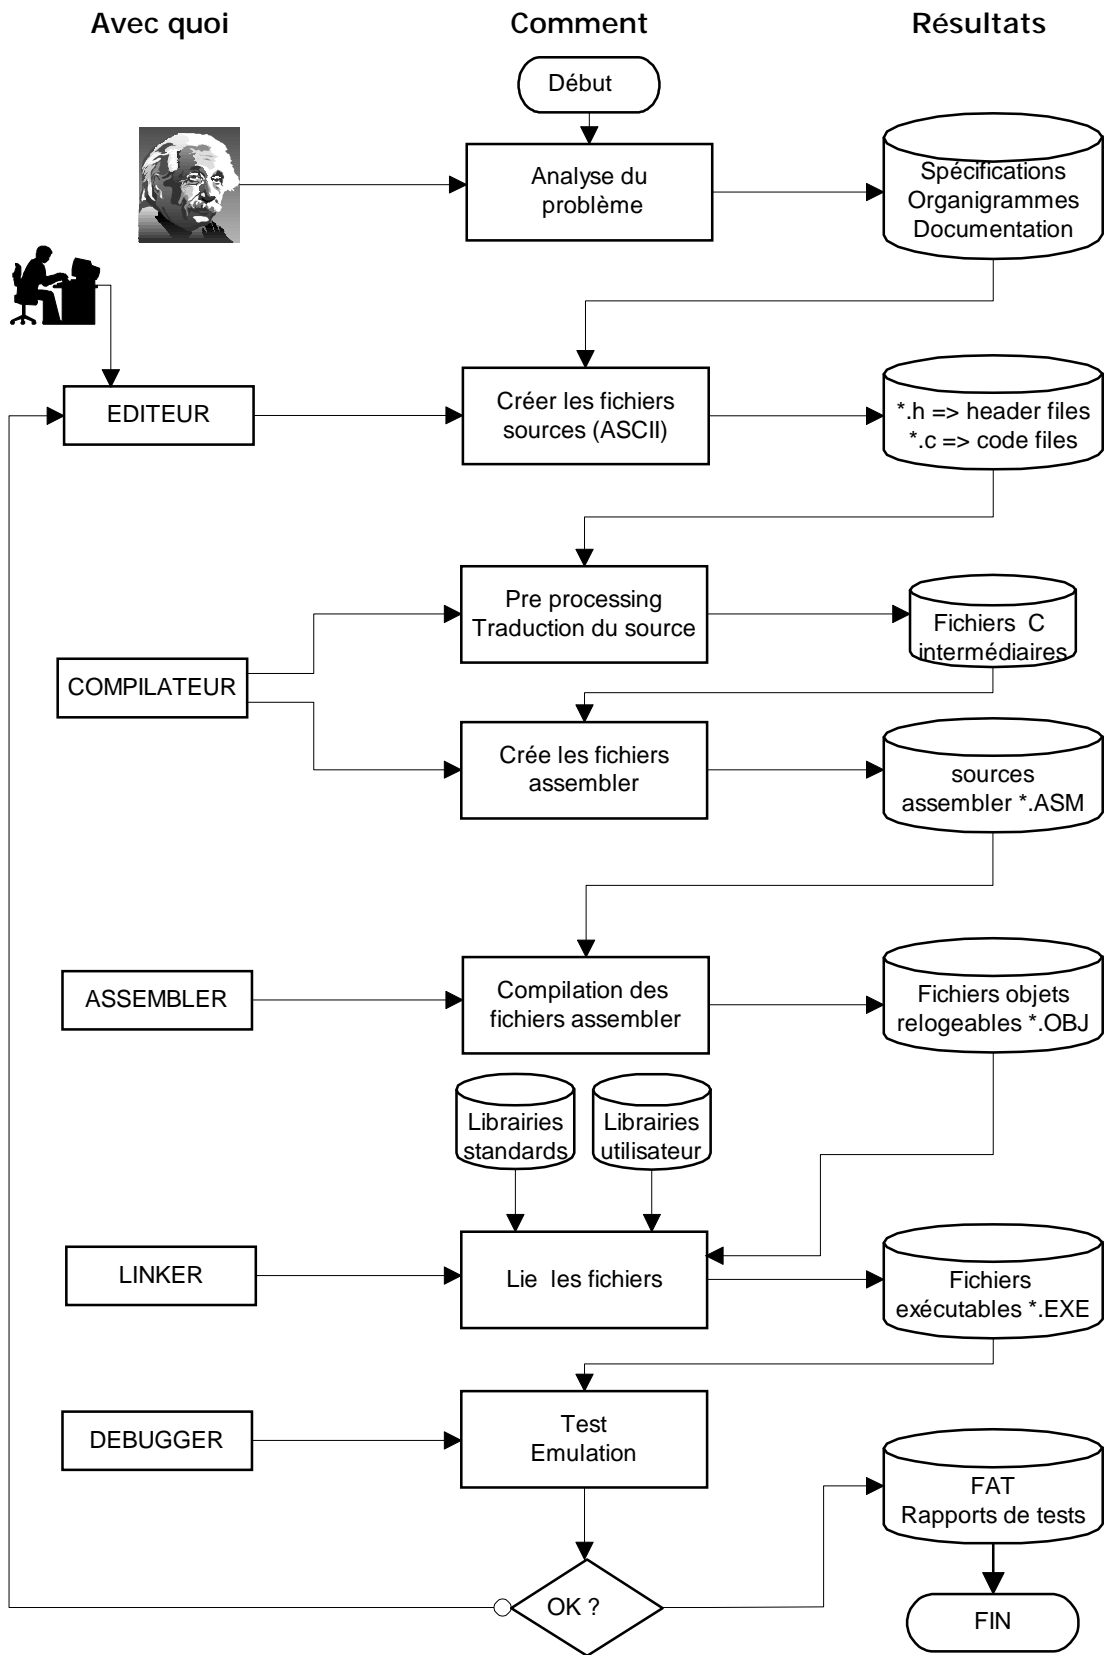 Avec quoi
Comment
Résultats
Début
Analyse du
problème
Spécifications
Organigrammes
Documentation
EDITEUR
Créer les fichiers
sources (ASCII)
*.h => header files
*.c => code files
Pre processing
Traduction du source
Fichiers C
intermédiaires
COMPILATEUR
Crée les fichiers
assembler
sources
assembler *.ASM
ASSEMBLER
Compilation des
fichiers assembler
Fichiers objets
relogeables *.OBJ
Librairies
standards
Librairies
utilisateur
LINKER
Lie les fichiers
Fichiers
exécutables *.EXE
DEBUGGER
Test
Emulation
FAT
Rapports de tests
OK ?
FIN